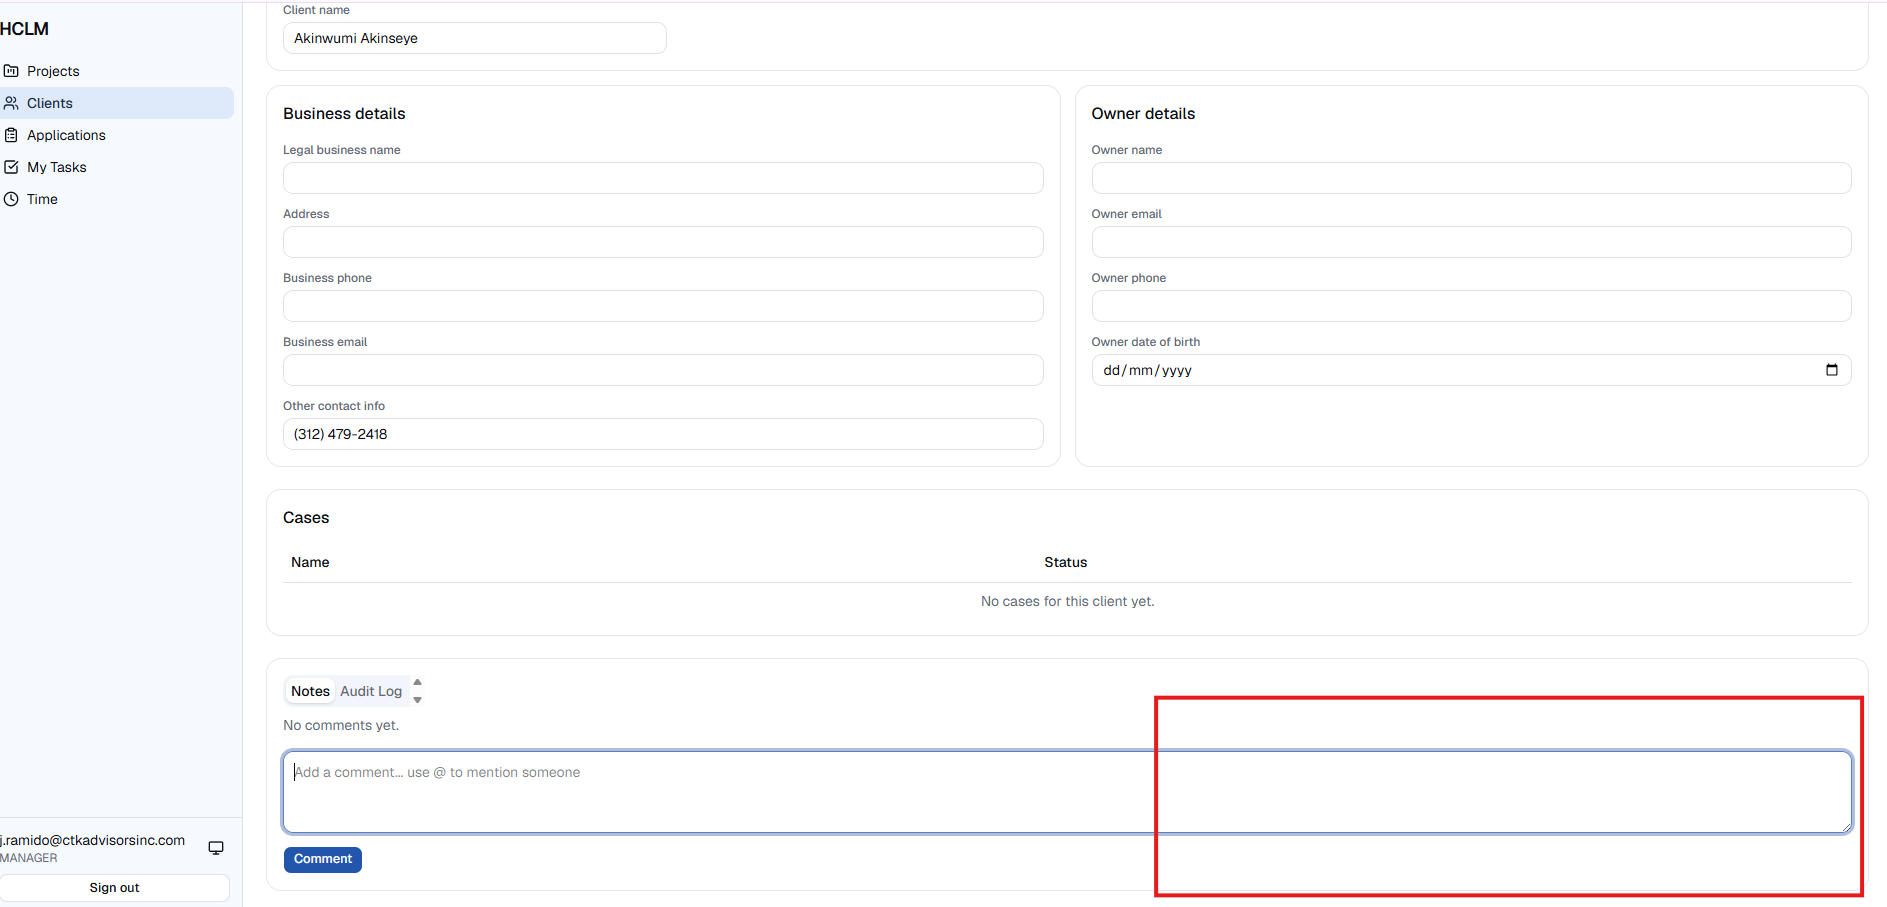 HCLM
Projects
Clients
Applications
My Tasks
Time
j.ramido@ctkadvisorsinc.com
MANAGER
Sign out
Client name
Akinwumi Akinseye
Business details
Legal business name
Address
Business phone
Business email
Other contact info
(312) 479-2418
Owner details
Owner name
Owner email
Owner phone
Owner date of birth
dd/mm/yyyy
Cases
Name Status
No cases for this client yet.
Notes Audit Log
No comments yet.
Add a comment... use @ to mention someone
Comment